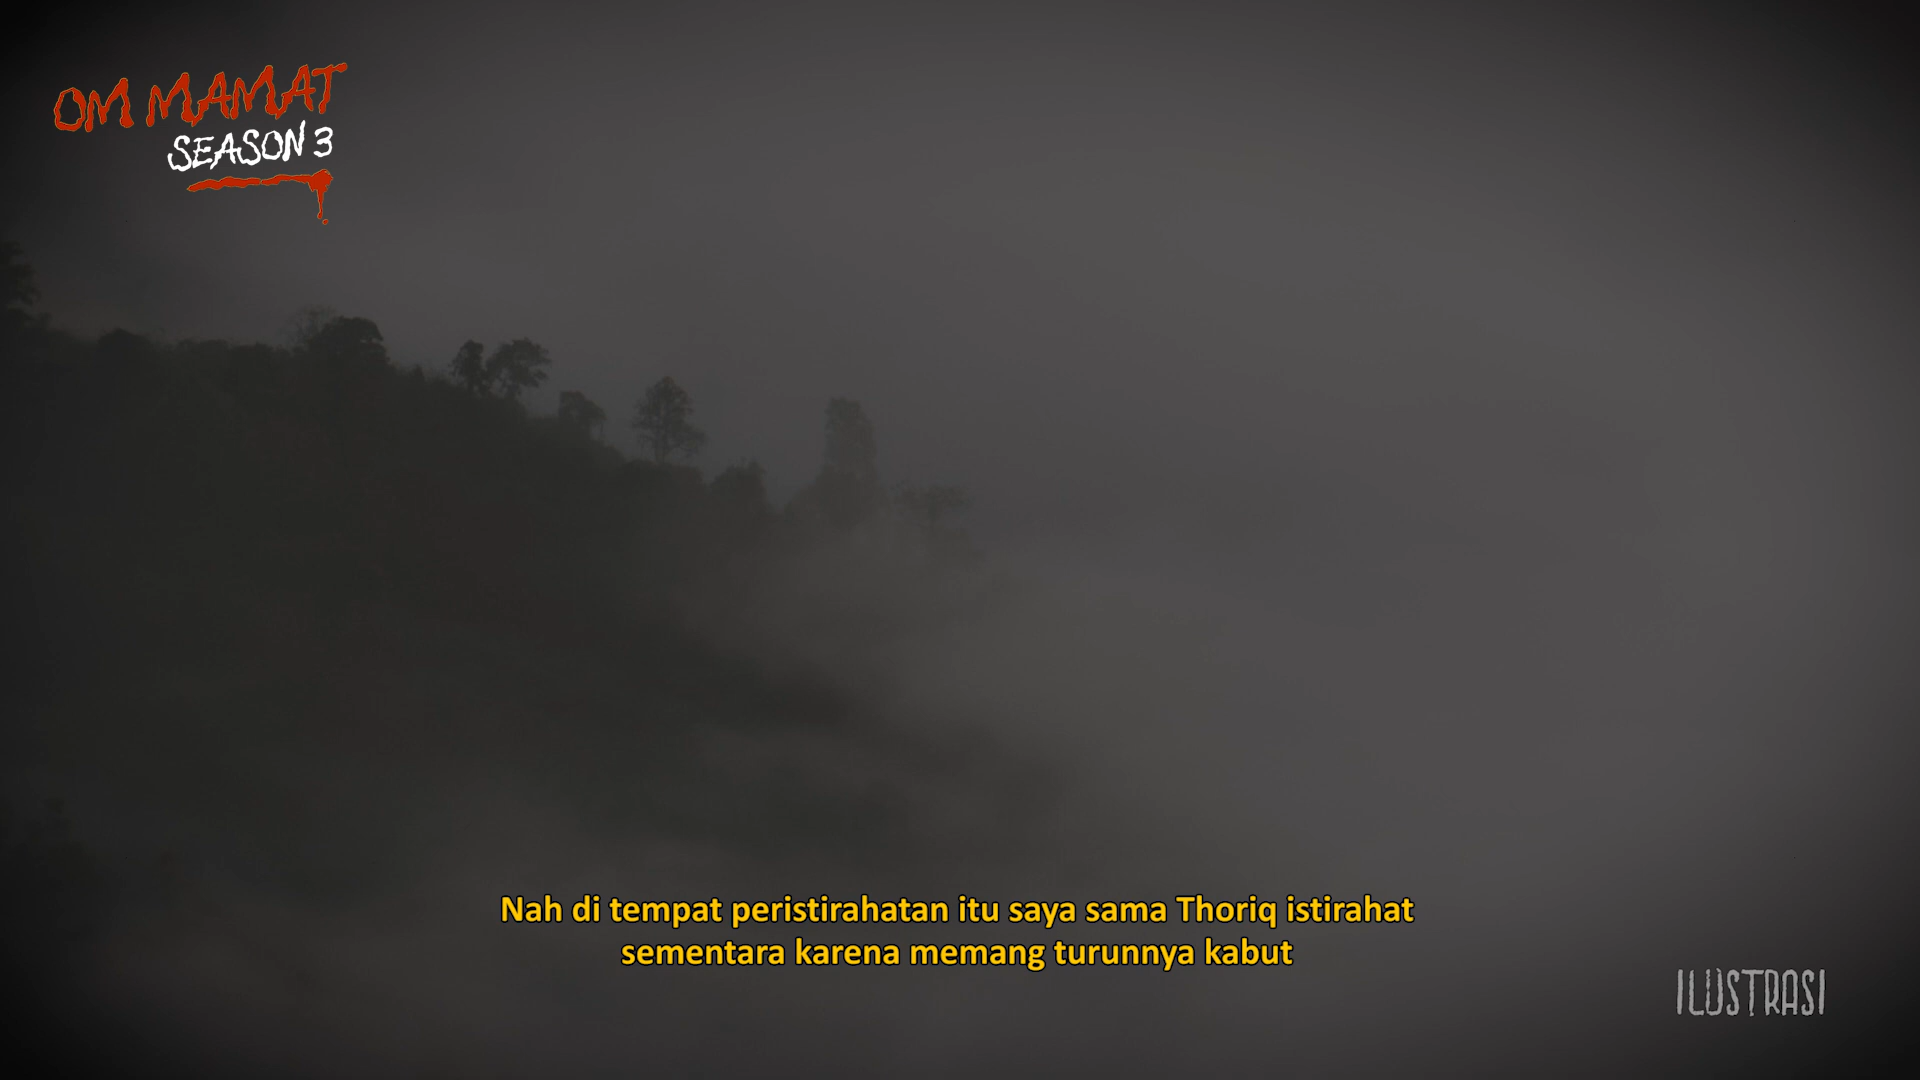 OM MAMAT
SEASON 3
Nah di tempat peristirahatan itu saya sama Thoriq istirahat
sementara karena memang turunnya kabut
ILUSTRASI